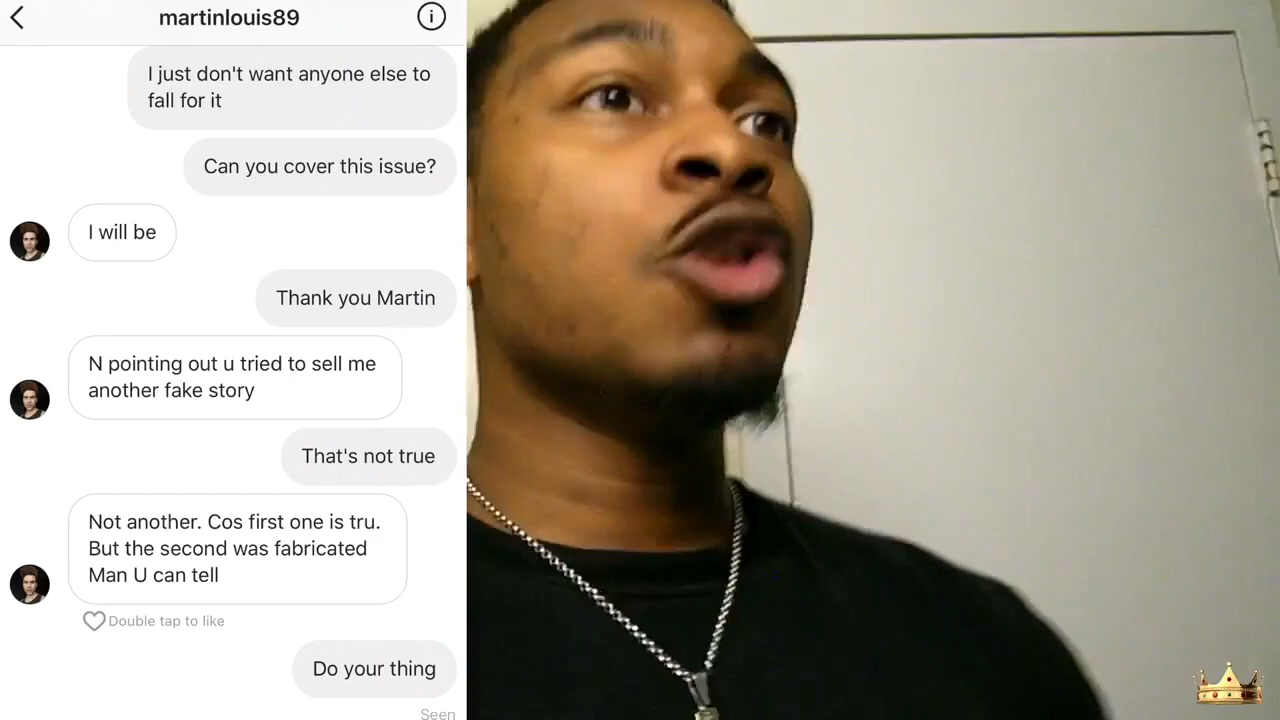 martinlouis89
I just don't want anyone else to
fall for it
Can you cover this issue?
I will be
Thank you Martin
N pointing out u tried to sell me
another fake story
That's not true
Not another. Cos first one is tru.
But the second was fabricated
Man U can tell
Double tap to like
Do your thing
Seen